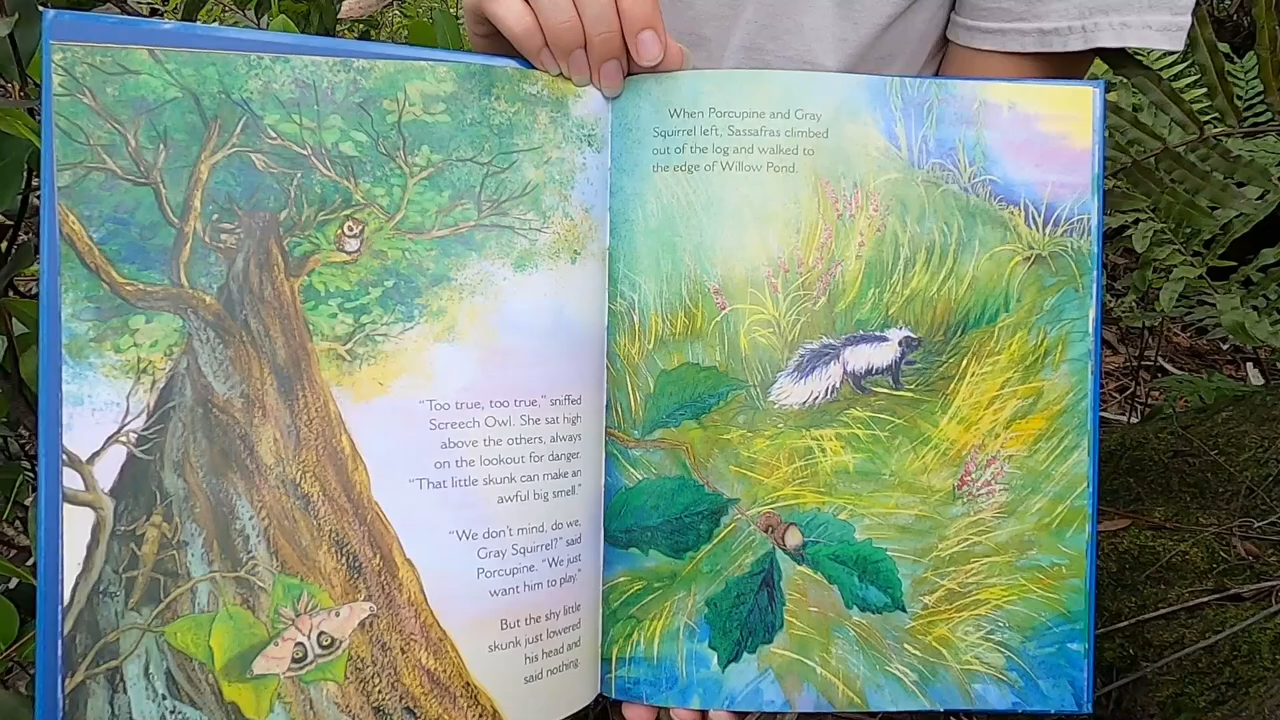 "Too true, too true," sniffed
Screech Owl. She sat high
above the others, always
on the lookout for danger.
"That little skunk can make an
awful big smell."
"We don't mind, do we,
Gray Squirrel?" said
Porcupine. "We just
want him to play."
But the shy little
skunk just lowered
his head and
said nothing.
When Porcupine and Gray
Squirrel left, Sassafras climbed
out of the log and walked to
the edge of Willow Pond.